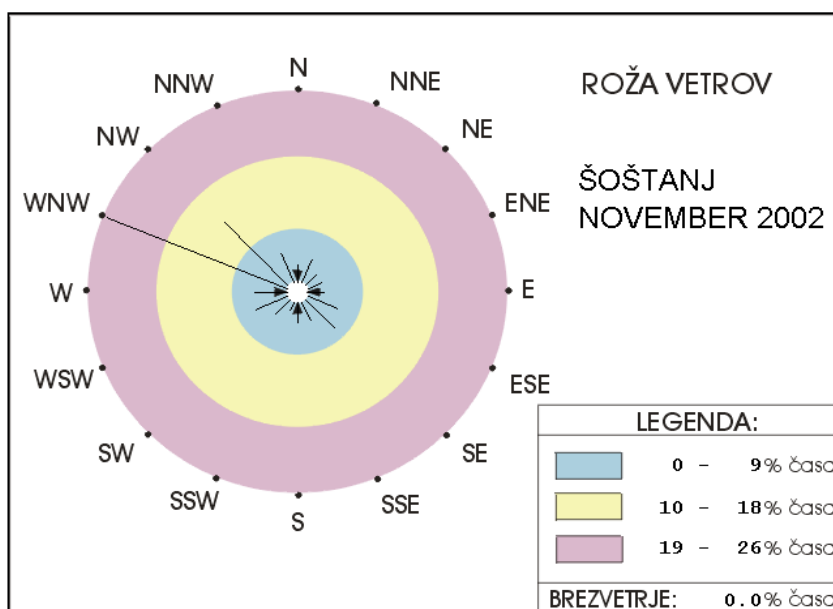 ROŽA VETROV
ŠOŠTANJ
NOVEMBER 2002
N
NNE
NE
ENE
E
ESE
SE
SSE
S
SSW
SW
WSW
W
WNW
NW
NNW
LEGENDA:
0 - 9% časa
10 - 18% časa
19 - 26% časa
BREZVETRJE: 0.0% časa